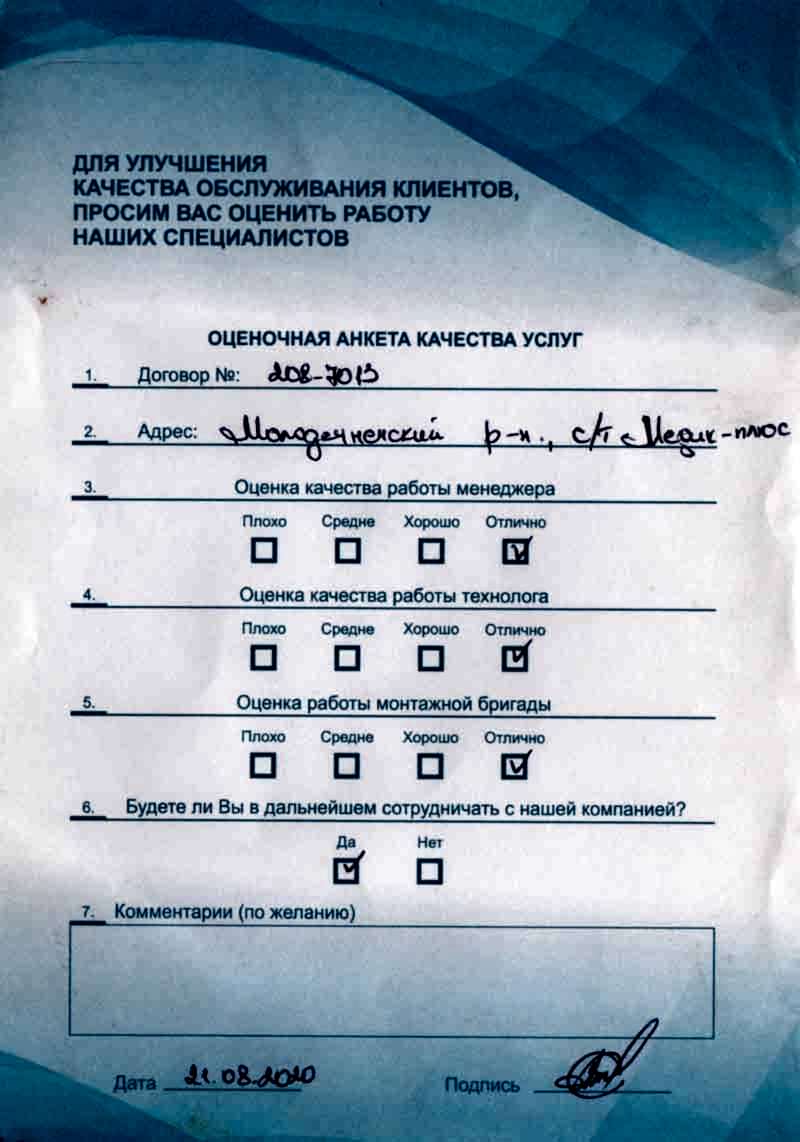 ДЛЯ УЛУЧШЕНИЯ
КАЧЕСТВА ОБСЛУЖИВАНИЯ КЛИЕНТОВ,
ПРОСИМ ВАС ОЦЕНИТЬ РАБОТУ
НАШИХ СПЕЦИАЛИСТОВ
ОЦЕНОЧНАЯ АНКЕТА КАЧЕСТВА УСЛУГ
1. Договор №: 208-7013
2. Адрес: Молодечненский р-н., с/т Медик-плюс
3. Оценка качества работы менеджера
Плохо Средне Хорошо Отлично
4. Оценка качества работы технолога
Плохо Средне Хорошо Отлично
5. Оценка работы монтажной бригады
Плохо Средне Хорошо Отлично
6. Будете ли Вы в дальнейшем сотрудничать с нашей компанией?
Да Нет
7. Комментарии (по желанию)
Дата 21.08.2020 Подпись